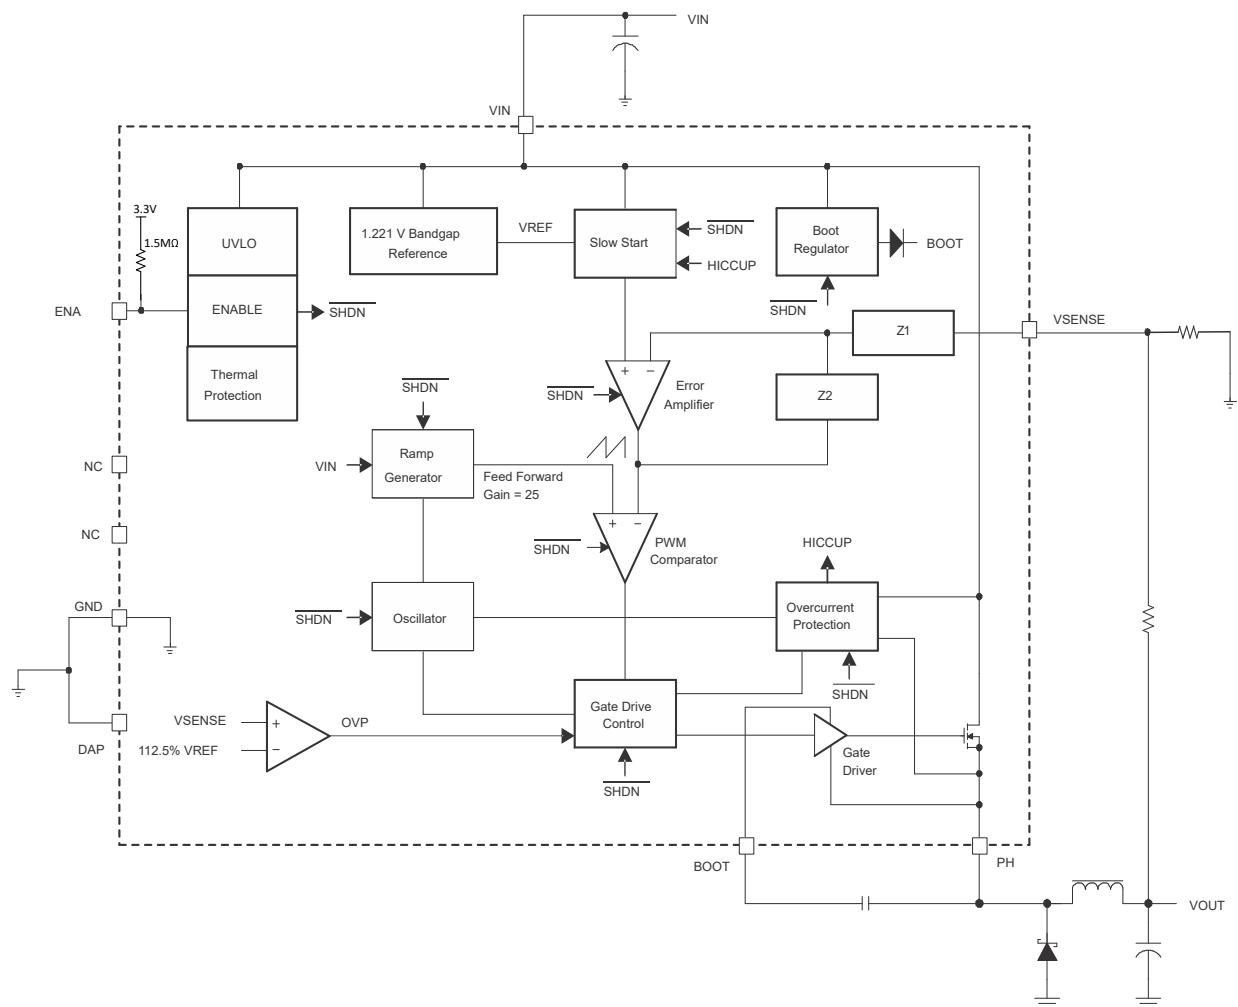 VIN
VIN
3.3V
1.5MΩ
UVLO
1.221 V Bandgap
Reference
VREF
Slow Start
SHDN
HICCUP
Boot
Regulator
BOOT
SHDN
ENA
ENABLE
SHDN
Z1
VSENSE
Thermal
Protection
SHDN
+ −
SHDN
Error
Amplifier
Z2
VIN
Ramp
Generator
Feed Forward
Gain = 25
NC
NC
+ −
SHDN
PWM
Comparator
HICCUP
GND
SHDN
Oscillator
Overcurrent
Protection
SHDN
DAP
VSENSE
+
112.5% VREF
−
OVP
Gate Drive
Control
SHDN
Gate
Driver
BOOT
PH
VOUT